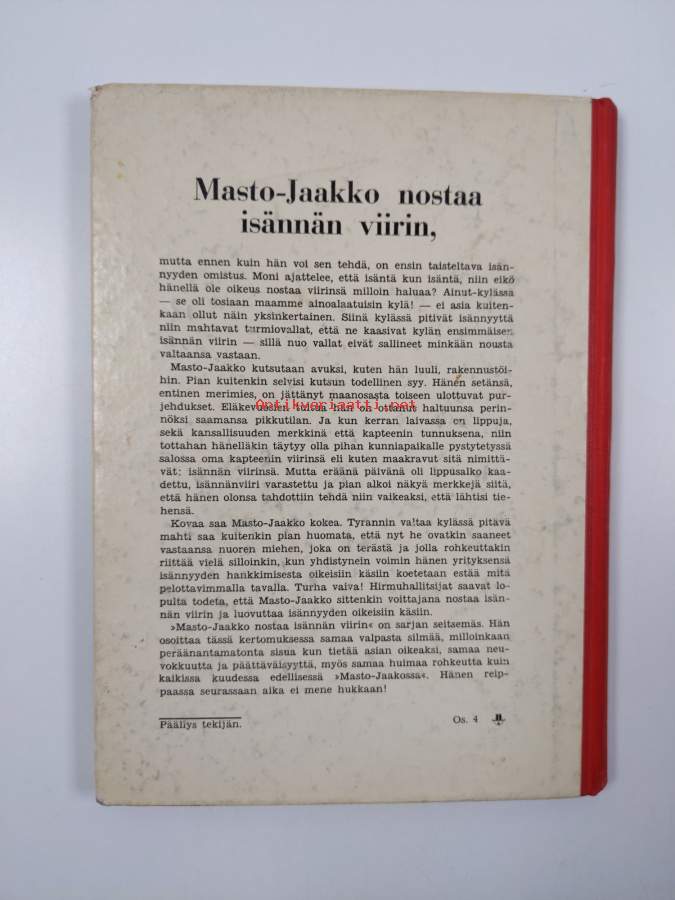 Masto-Jaakko nostaa
isännän viirin,
mutta ennen kuin hän voi sen tehdä, on ensin taisteltava isän-
nyyden omistus. Moni ajattelee, että isäntä kun isäntä, niin eikö
hänellä ole oikeus nostaa viirinsä milloin haluaa? Ainut-kylässä
— se oli tosiaan maamme ainoalaatuisin kylä! — ei asia kuiten-
kaan ollut näin yksinkertainen. Siinä kylässä pitivät isännyyttä
niin mahtavat turmiovallat, että ne kaasivat kylän ensimmäisen
isännän viirin — sillä nuo vallat eivät sallineet minkään nousta
valtaansa vastaan.
Masto-Jaakko kutsutaan avuksi, kuten hän luuli, rakennustöi-
hin. Pian kuitenkin selvisi kutsun todellinen syy. Hänen setänsä,
entinen merimies, on jättänyt maanosasta toiseen ulottuvat pur-
jehdukset. Eläkevuosien tultua hän on ottanut haltuunsa perin-
nöksi saamansa pikkutilan. Ja kun kerran laivassa on lippuja,
sekä kansallisuuden merkkinä että kapteenin tunnuksena, niin
tottahan hänelläkin täytyy olla pihan kunniapaikalle pystytetyssä
salossa oma kapteenin viirinsä eli kuten maakravut sitä nimittä-
vät: isännän viirinsä. Mutta eräänä päivänä oli lippusalko kaa-
dettu, isännänviiri varastettu ja pian alkoi näkyä merkkejä siitä,
että hänen olonsa tahdottiin tehdä niin vaikeaksi, että lähtisi tie-
hensä.
Kovaa saa Masto-Jaakko kokea. Tyrannin valtaa kylässä pitävä
mahti saa kuitenkin pian huomata, että nyt he ovatkin saaneet
vastaansa nuoren miehen, joka on terästä ja jolla rohkeuttakin
riittää vielä silloinkin, kun yhdistynein voimin hänen yrityksensä
isännyyden hankkimisesta oikeisiin käsiin koetetaan estää mitä
pelottavimmalla tavalla. Turha vaiva! Hirmuhallitsijat saavat lo-
pulta todeta, että Masto-Jaakko sittenkin voittajana nostaa isän-
nän viirin ja luovuttaa isännyyden oikeisiin käsiin.
»Masto-Jaakko nostaa isännän viirin« on sarjan seitsemäs. Hän
osoittaa tässä kertomuksessa samaa valpasta silmää, milloinkaan
peräänantamatonta sisua kun tietää asian oikeaksi, samaa neu-
vokkuutta ja päättäväisyyttä, myös samaa huimaa rohkeutta kuin
kaikissa kuudessa edellisessä »Masto-Jaakossa«. Hänen reip-
paassa seurassaan aika ei mene hukkaan!
Päällys tekijän.
Os. 4
Antikvariaatti.net